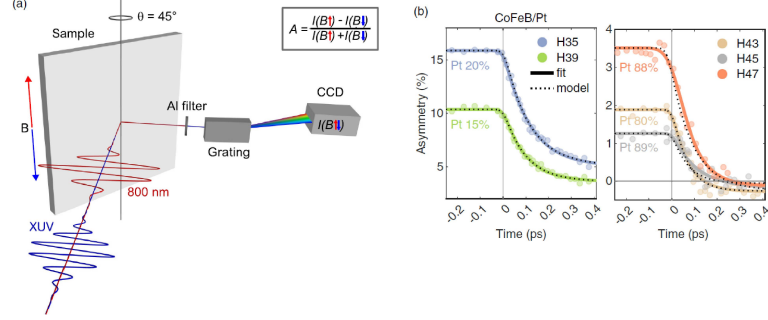 (a)
θ = 45°
Sample
A = I(B↑) - I(B↓) / I(B↑)+I(B↓)
CCD
Al filter
I(B↑↓)
B
Grating
800 nm
XUV
(b)
CoFeB/Pt
Asymmetry (%)
15
10
5
Pt 20%
Pt 15%
H35
H39
fit
model
-0.2 -0.1 0 0.1 0.2 0.3 0.4
Time (ps)
4
3
2
1
0
Pt 88%
Pt 80%
Pt 89%
H43
H45
H47
-0.2 -0.1 0 0.1 0.2 0.3 0.4
Time (ps)